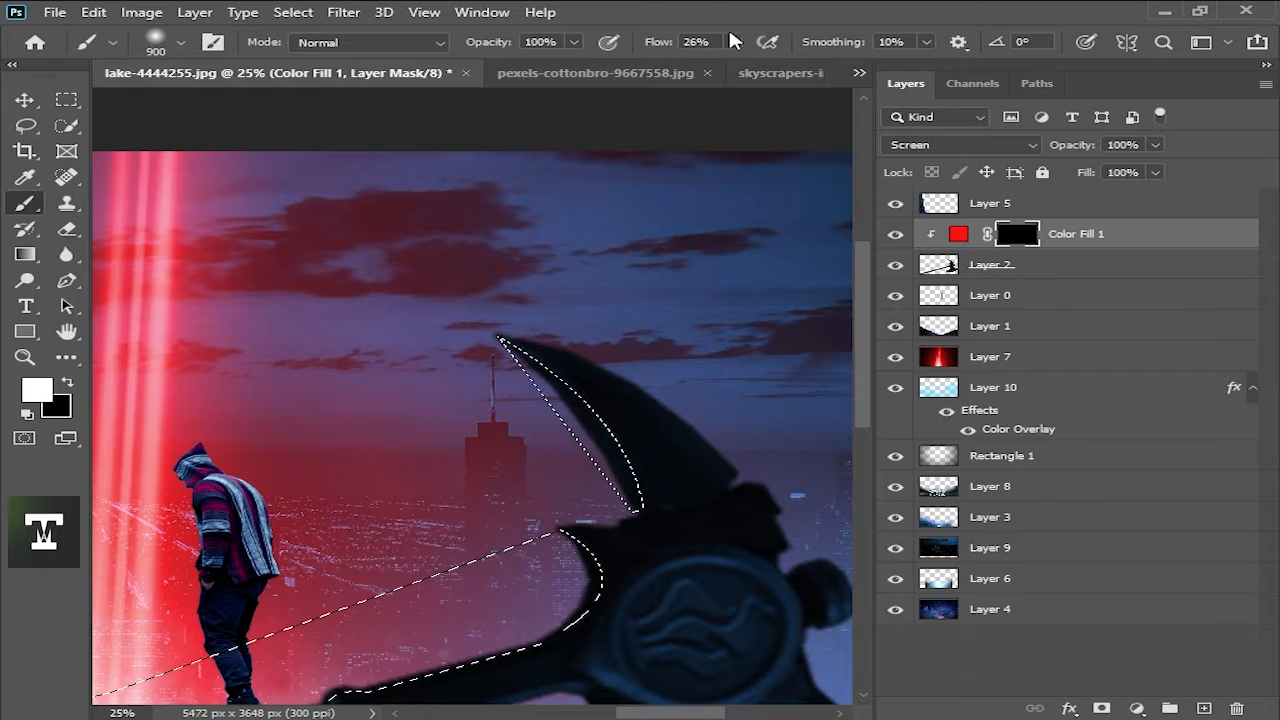 Ps File Edit Image Layer Type Select Filter 3D View Window Help
900 Mode: Normal Opacity: 100% Flow: 26% Smoothing: 10% 0°
lake-4444255.jpg @ 25% (Color Fill 1, Layer Mask/8) * pexels-cottonbro-9667558.jpg skyscrapers-i
Layers Channels Paths
Kind
Screen Opacity: 100%
Lock: Fill: 100%
Layer 5
Color Fill 1
Layer 2
Layer 0
Layer 1
Layer 7
Layer 10 fx
Effects
Color Overlay
Rectangle 1
Layer 8
Layer 3
Layer 9
Layer 6
Layer 4
25% 5472 px x 3648 px (300 ppi)
fx